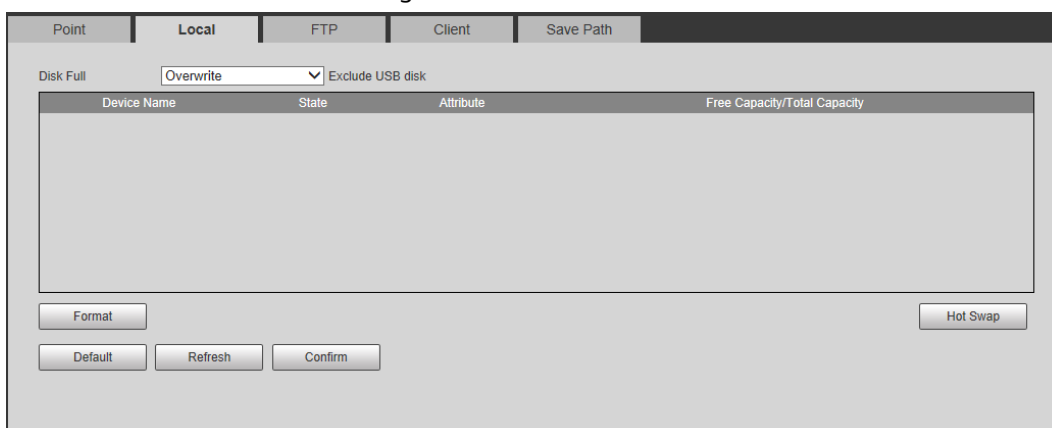 Point Local FTP Client Save Path
Disk Full Overwrite Exclude USB disk
Device Name State Attribute Free Capacity/Total Capacity
Format Hot Swap
Default Refresh Confirm